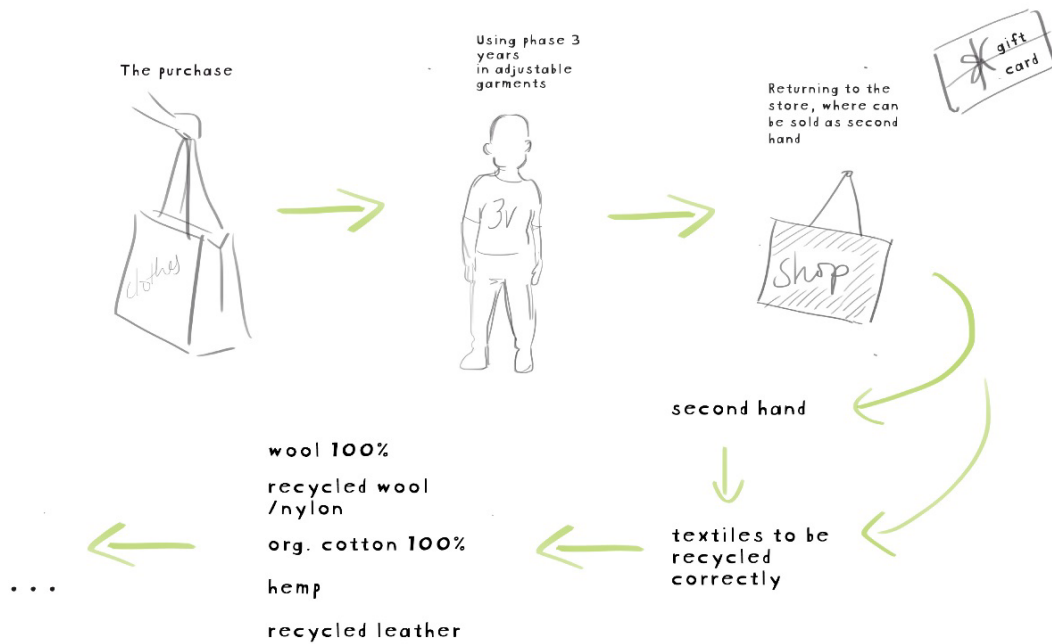 The purchase
clothes
Using phase 3
years
in adjustable
garments
3v
Returning to the
store, where can
be sold as second
hand
gift
card
shop
second hand
textiles to be
recycled
correctly
wool 100%
recycled wool
/nylon
org. cotton 100%
hemp
recycled leather
...